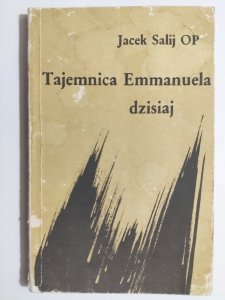 Jacek Salij OP
Tajemnica Emmanuela
dzisiaj